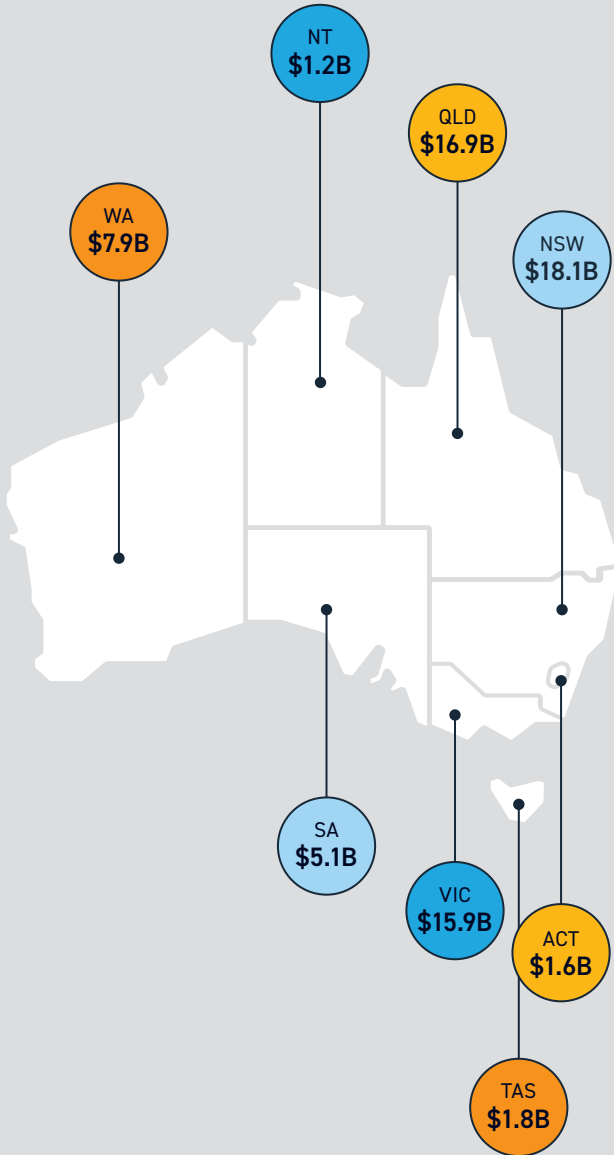 NT
$1.2B
QLD
$16.9B
WA
$7.9B
NSW
$18.1B
SA
$5.1B
VIC
$15.9B
ACT
$1.6B
TAS
$1.8B